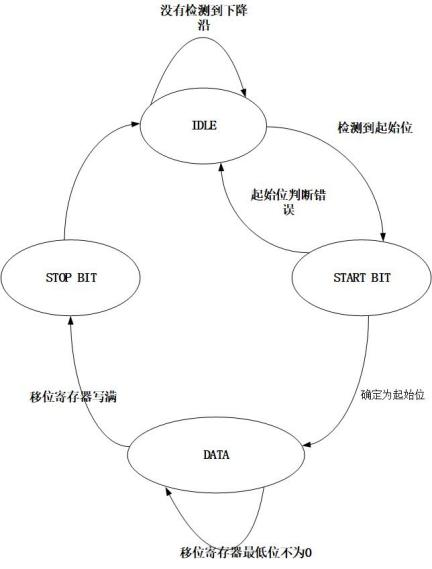 没有检测到下降
沿
IDLE
检测到起始位
起始位判断错
误
STOP BIT
START BIT
移位寄存器写满
确定为起始位
DATA
移位寄存器最低位不为0